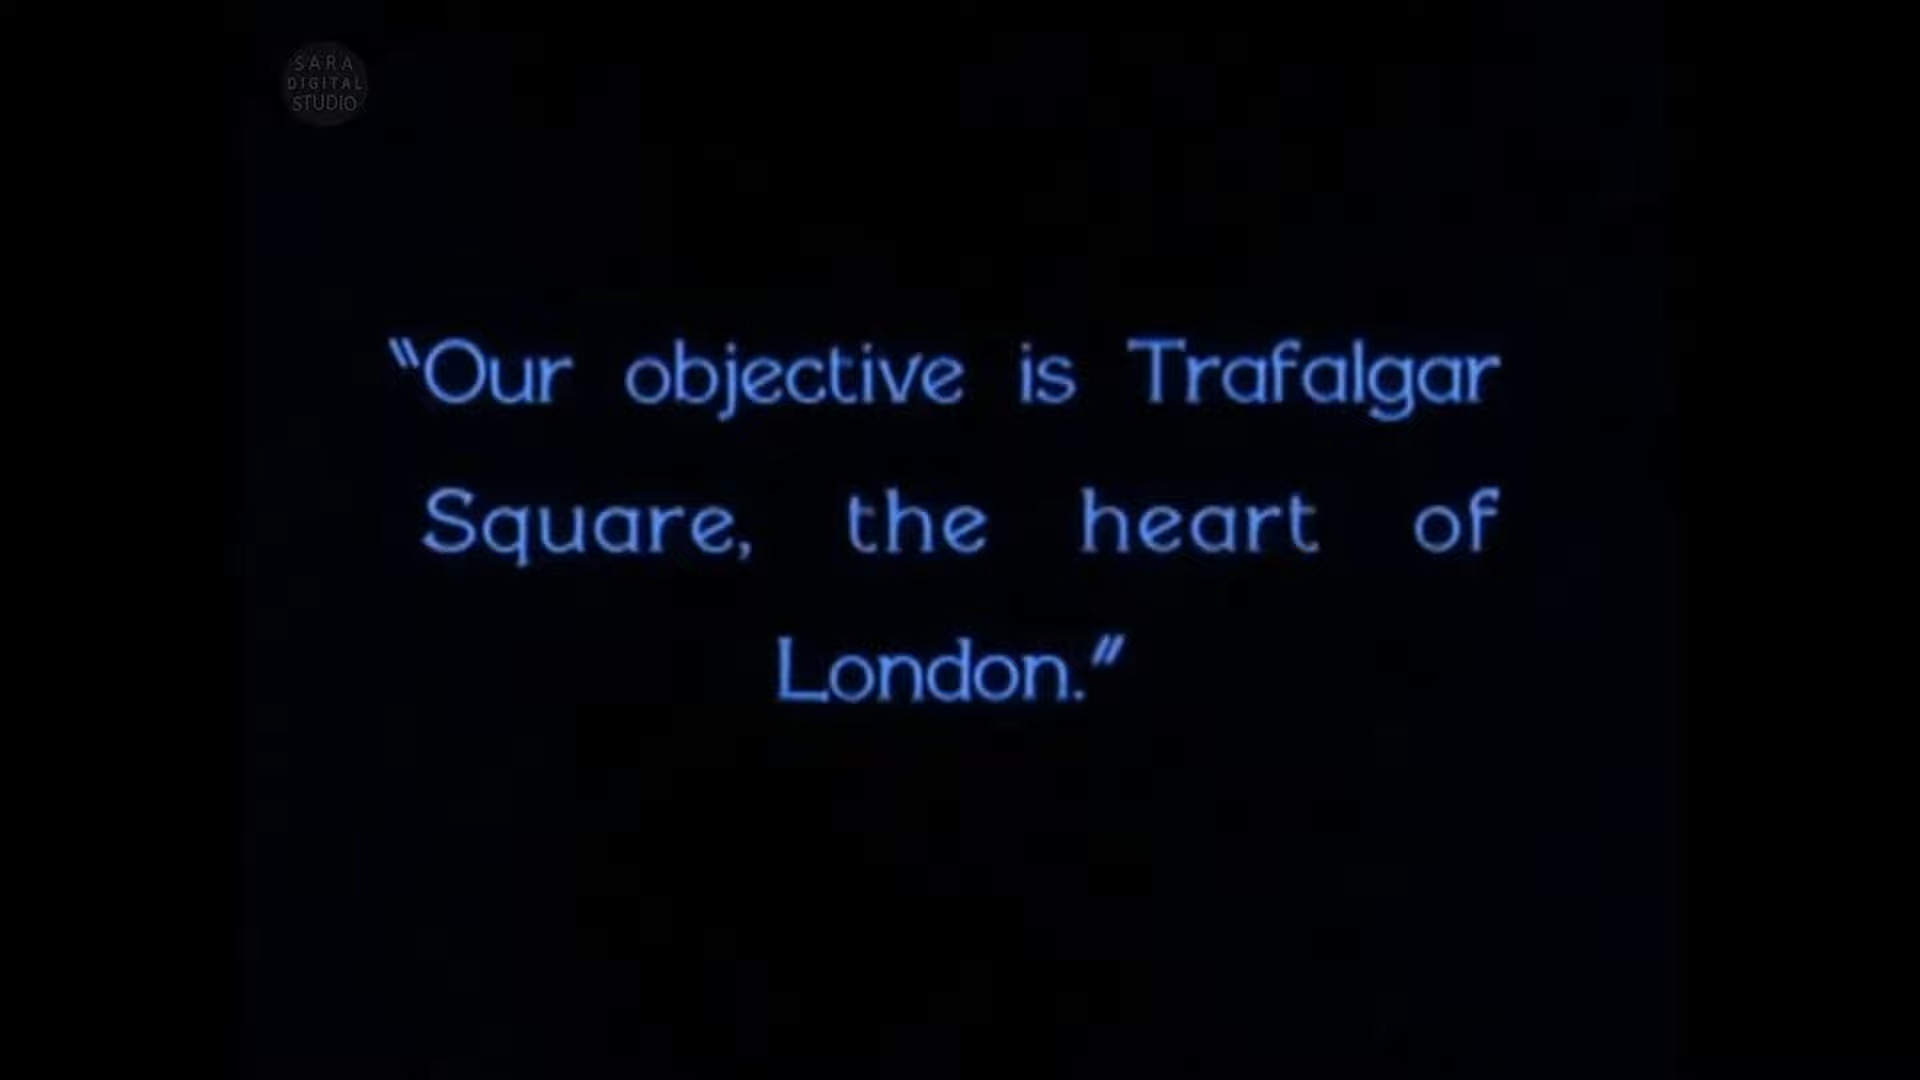 SARA
DIGITAL
STUDIO
"Our objective is Trafalgar
Square, the heart of
London."